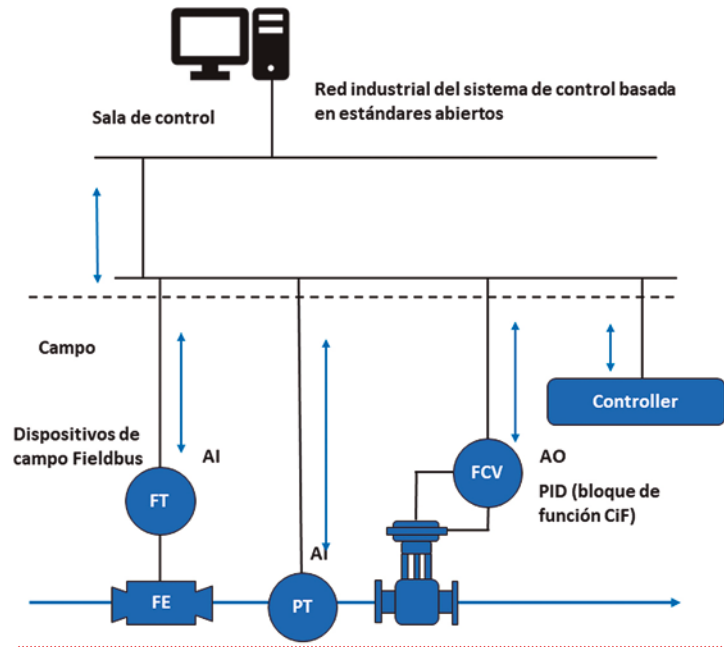 Sala de control
Red industrial del sistema de control basada
en estándares abiertos
Campo
Controller
Dispositivos de
campo Fieldbus
AI
FT
FCV
AO
PID (bloque de
función CiF)
AI
FE
PT